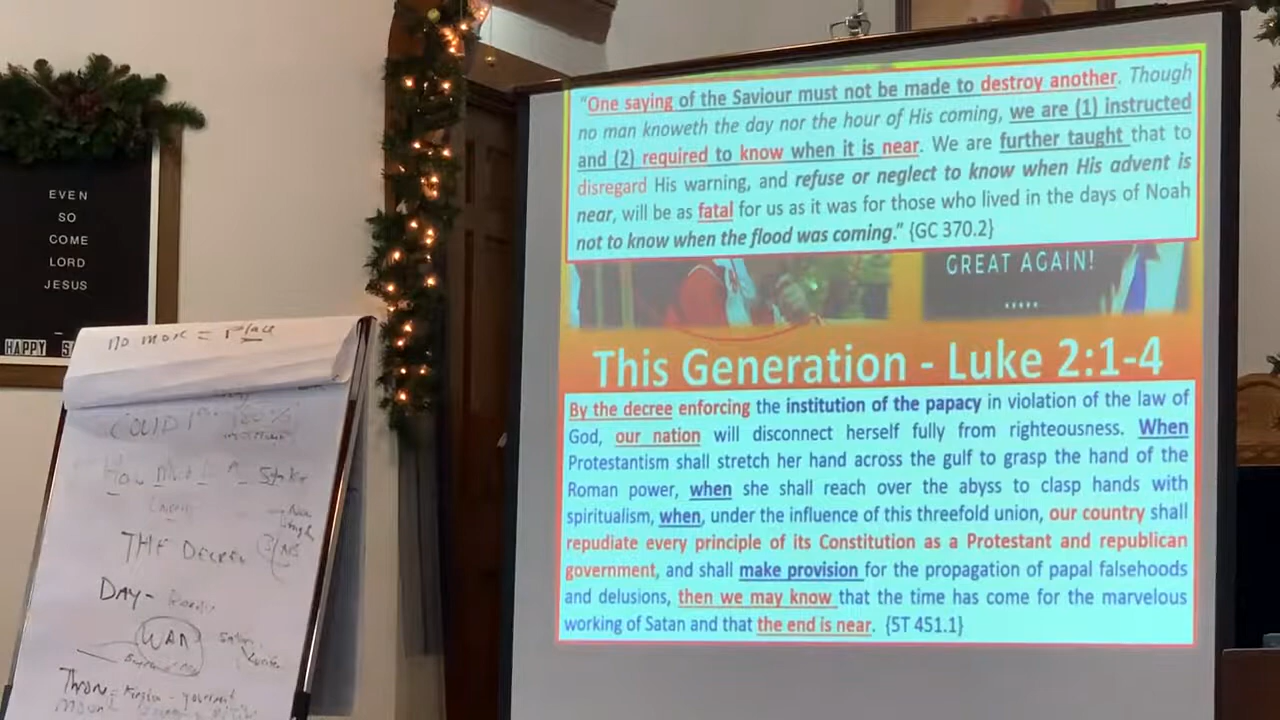 EVEN
SO
COME
LORD
JESUS
HAPPY
NO MORE = Place
THE DECREE
DAY-
WAR
"One saying of the Saviour must not be made to destroy another. Though
no man knoweth the day nor the hour of His coming, we are (1) instructed
and (2) required to know when it is near. We are further taught that to
disregard His warning, and refuse or neglect to know when His advent is
near, will be as fatal for us as it was for those who lived in the days of Noah
not to know when the flood was coming." {GC 370.2}
GREAT AGAIN!
This Generation - Luke 2:1-4
By the decree enforcing the institution of the papacy in violation of the law of
God, our nation will disconnect herself fully from righteousness. When
Protestantism shall stretch her hand across the gulf to grasp the hand of the
Roman power, when she shall reach over the abyss to clasp hands with
spiritualism, when, under the influence of this threefold union, our country shall
repudiate every principle of its Constitution as a Protestant and republican
government, and shall make provision for the propagation of papal falsehoods
and delusions, then we may know that the time has come for the marvelous
working of Satan and that the end is near. {5T 451.1}